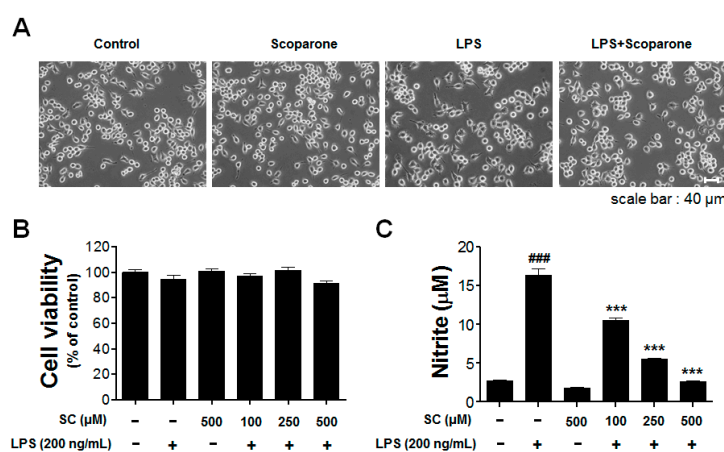 A
Control Scoparone LPS LPS+Scoparone
scale bar : 40 µm
B
Cell viability
(% of control)
120
100
80
60
40
20
0
SC (µM) – – 500 100 250 500
LPS (200 ng/mL) – + – + + +
C
Nitrite (µM)
20
15
10
5
0
###
***
***
***
SC (µM) – – 500 100 250 500
LPS (200 ng/mL) – + – + + +